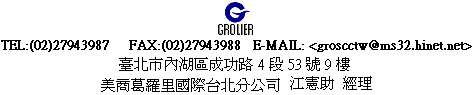 GROLIER
TEL:(02)27943987 FAX:(02)27943988 E-MAIL: <groscctw@ms32.hinet.net>
臺北市內湖區成功路 4 段 53 號 9 樓
美商葛羅里國際台北分公司 江憲助 經理